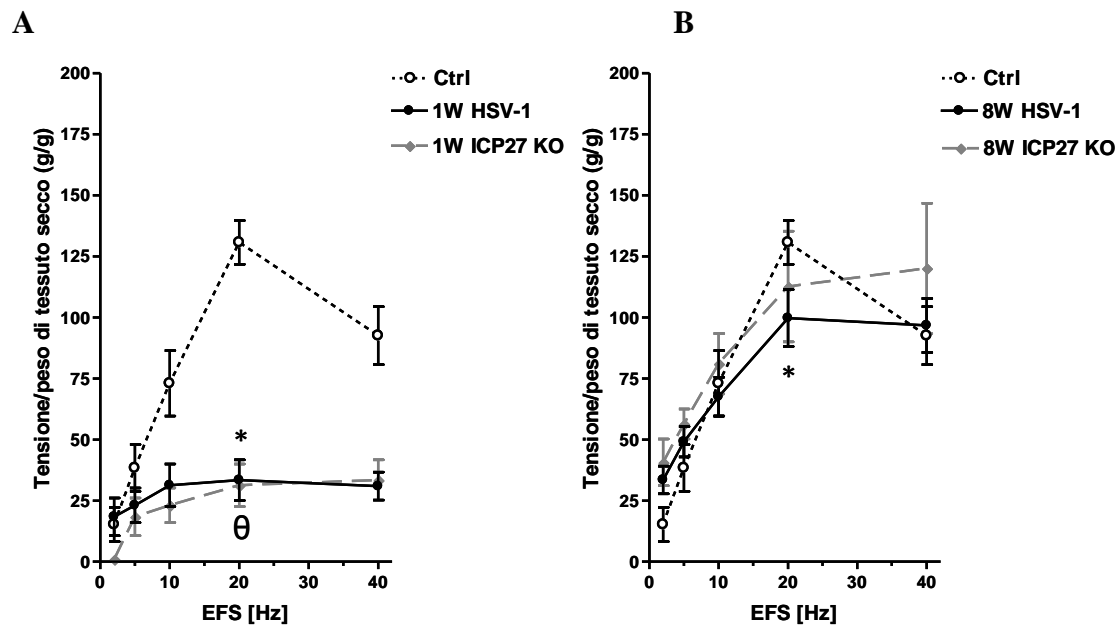 A
Ctrl
1W HSV-1
1W ICP27 KO
Tensione/peso di tessuto secco (g/g)
200
175
150
125
100
75
50
25
0
*
θ
0 10 20 30 40
EFS [Hz]
B
Ctrl
8W HSV-1
8W ICP27 KO
Tensione/peso di tessuto secco (g/g)
200
175
150
125
100
75
50
25
0
*
0 10 20 30 40
EFS [Hz]